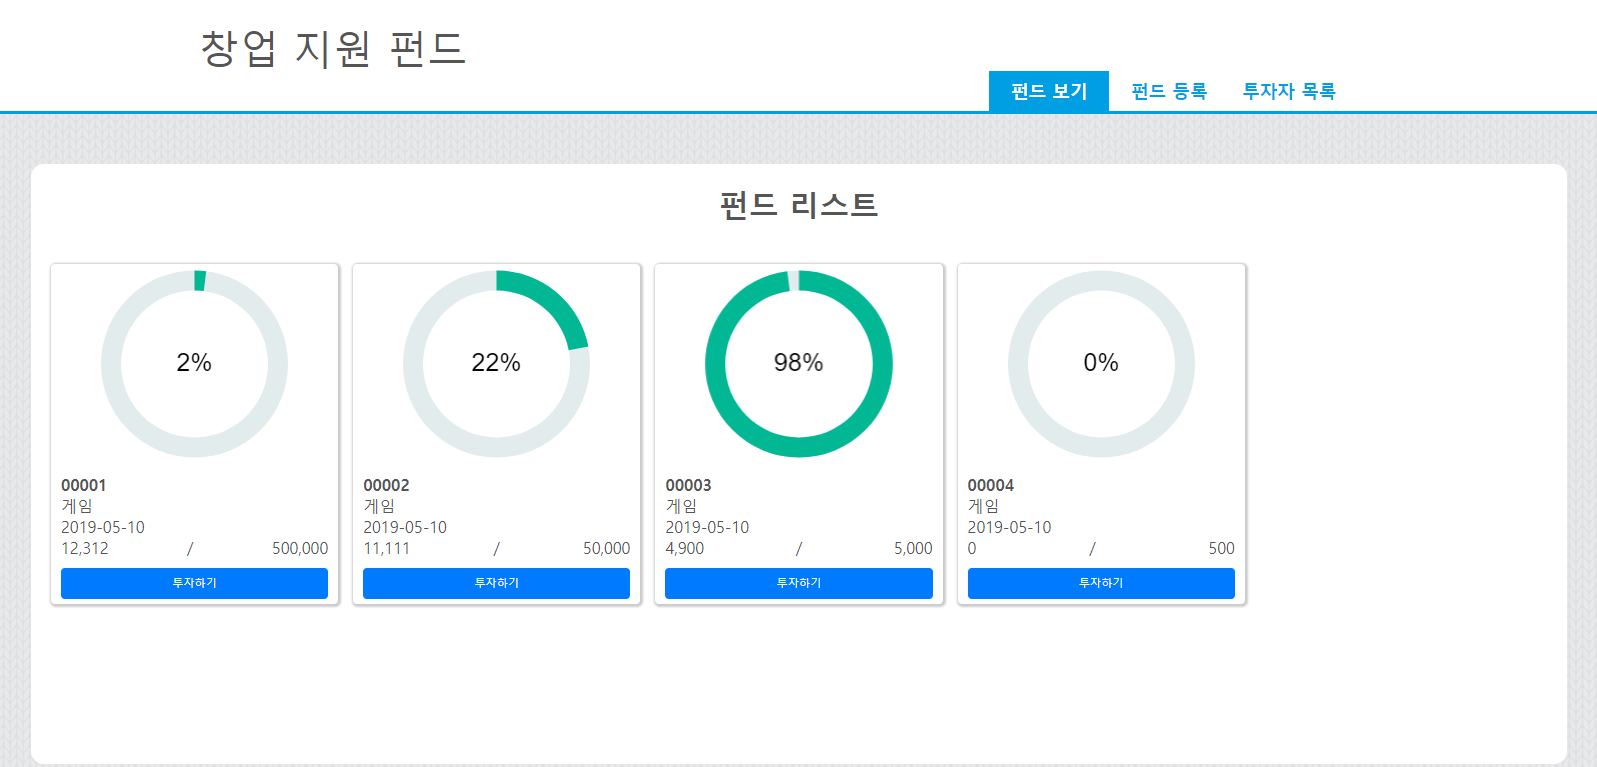 창업 지원 펀드
펀드 보기 펀드 등록 투자자 목록
펀드 리스트
2%
00001
게임
2019-05-10
12,312 / 500,000
투자하기
22%
00002
게임
2019-05-10
11,111 / 50,000
투자하기
98%
00003
게임
2019-05-10
4,900 / 5,000
투자하기
0%
00004
게임
2019-05-10
0 / 500
투자하기